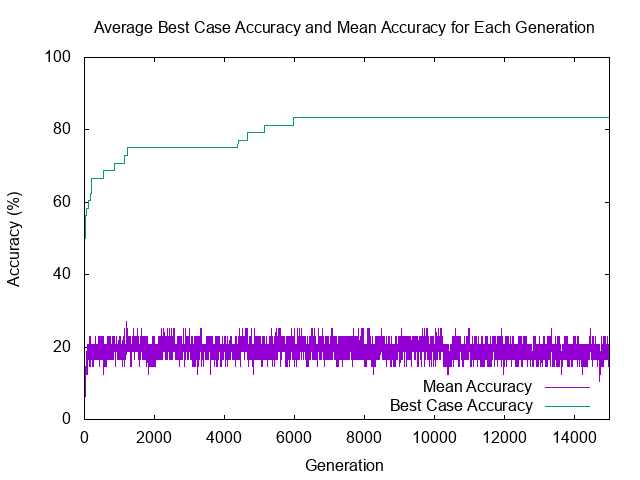 Average Best Case Accuracy and Mean Accuracy for Each Generation
100
80
60
40
20
0
Accuracy (%)
0 2000 4000 6000 8000 10000 12000 14000
Generation
Mean Accuracy
Best Case Accuracy